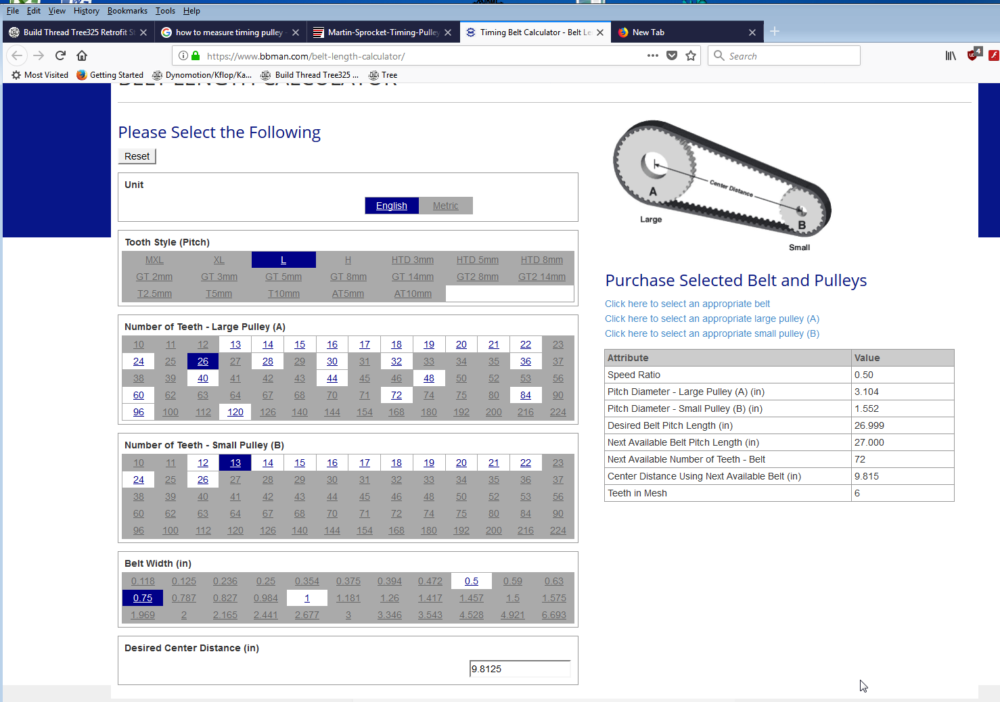 File Edit View History Bookmarks Tools Help
Build Thread Tree325 Retrofit S
how to measure timing pulley -
Martin-Sprocket-Timing-Pulley
Timing Belt Calculator - Belt Le
New Tab
https://www.bbman.com/belt-length-calculator/
Search
4
Most Visited Getting Started Dynomotion/Kflop/Ka... Build Thread Tree325 ... Tree
BELT LENGTH CALCULATOR
Please Select the Following
Reset
Unit
English Metric
Tooth Style (Pitch)
MXL XL L H HTD 3mm HTD 5mm HTD 8mm
GT 2mm GT 3mm GT 5mm GT 8mm GT 14mm GT2 8mm GT2 14mm
T2.5mm T5mm T10mm AT5mm AT10mm
Number of Teeth - Large Pulley (A)
10 11 12 13 14 15 16 17 18 19 20 21 22 23
24 25 26 27 28 29 30 31 32 33 34 35 36 37
38 39 40 41 42 43 44 45 46 48 50 52 53 56
60 62 63 64 67 68 70 71 72 74 75 80 84 90
96 100 112 120 126 140 144 154 168 180 192 200 216 224
Number of Teeth - Small Pulley (B)
10 11 12 13 14 15 16 17 18 19 20 21 22 23
24 25 26 27 28 29 30 31 32 33 34 35 36 37
38 39 40 41 42 43 44 45 46 48 50 52 53 56
60 62 63 64 67 68 70 71 72 74 75 80 84 90
96 100 112 120 126 140 144 154 168 180 192 200 216 224
Belt Width (in)
0.118 0.125 0.236 0.25 0.354 0.375 0.394 0.472 0.5 0.59 0.63
0.75 0.787 0.827 0.984 1 1.181 1.26 1.417 1.457 1.5 1.575
1.969 2 2.165 2.441 2.677 3 3.346 3.543 4.528 4.921 6.693
Desired Center Distance (in)
9.8125
Center Distance
A
B
Large
Small
Purchase Selected Belt and Pulleys
Click here to select an appropriate belt
Click here to select an appropriate large pulley (A)
Click here to select an appropriate small pulley (B)
Attribute Value
Speed Ratio 0.50
Pitch Diameter - Large Pulley (A) (in) 3.104
Pitch Diameter - Small Pulley (B) (in) 1.552
Desired Belt Pitch Length (in) 26.999
Next Available Belt Pitch Length (in) 27.000
Next Available Number of Teeth - Belt 72
Center Distance Using Next Available Belt (in) 9.815
Teeth in Mesh 6